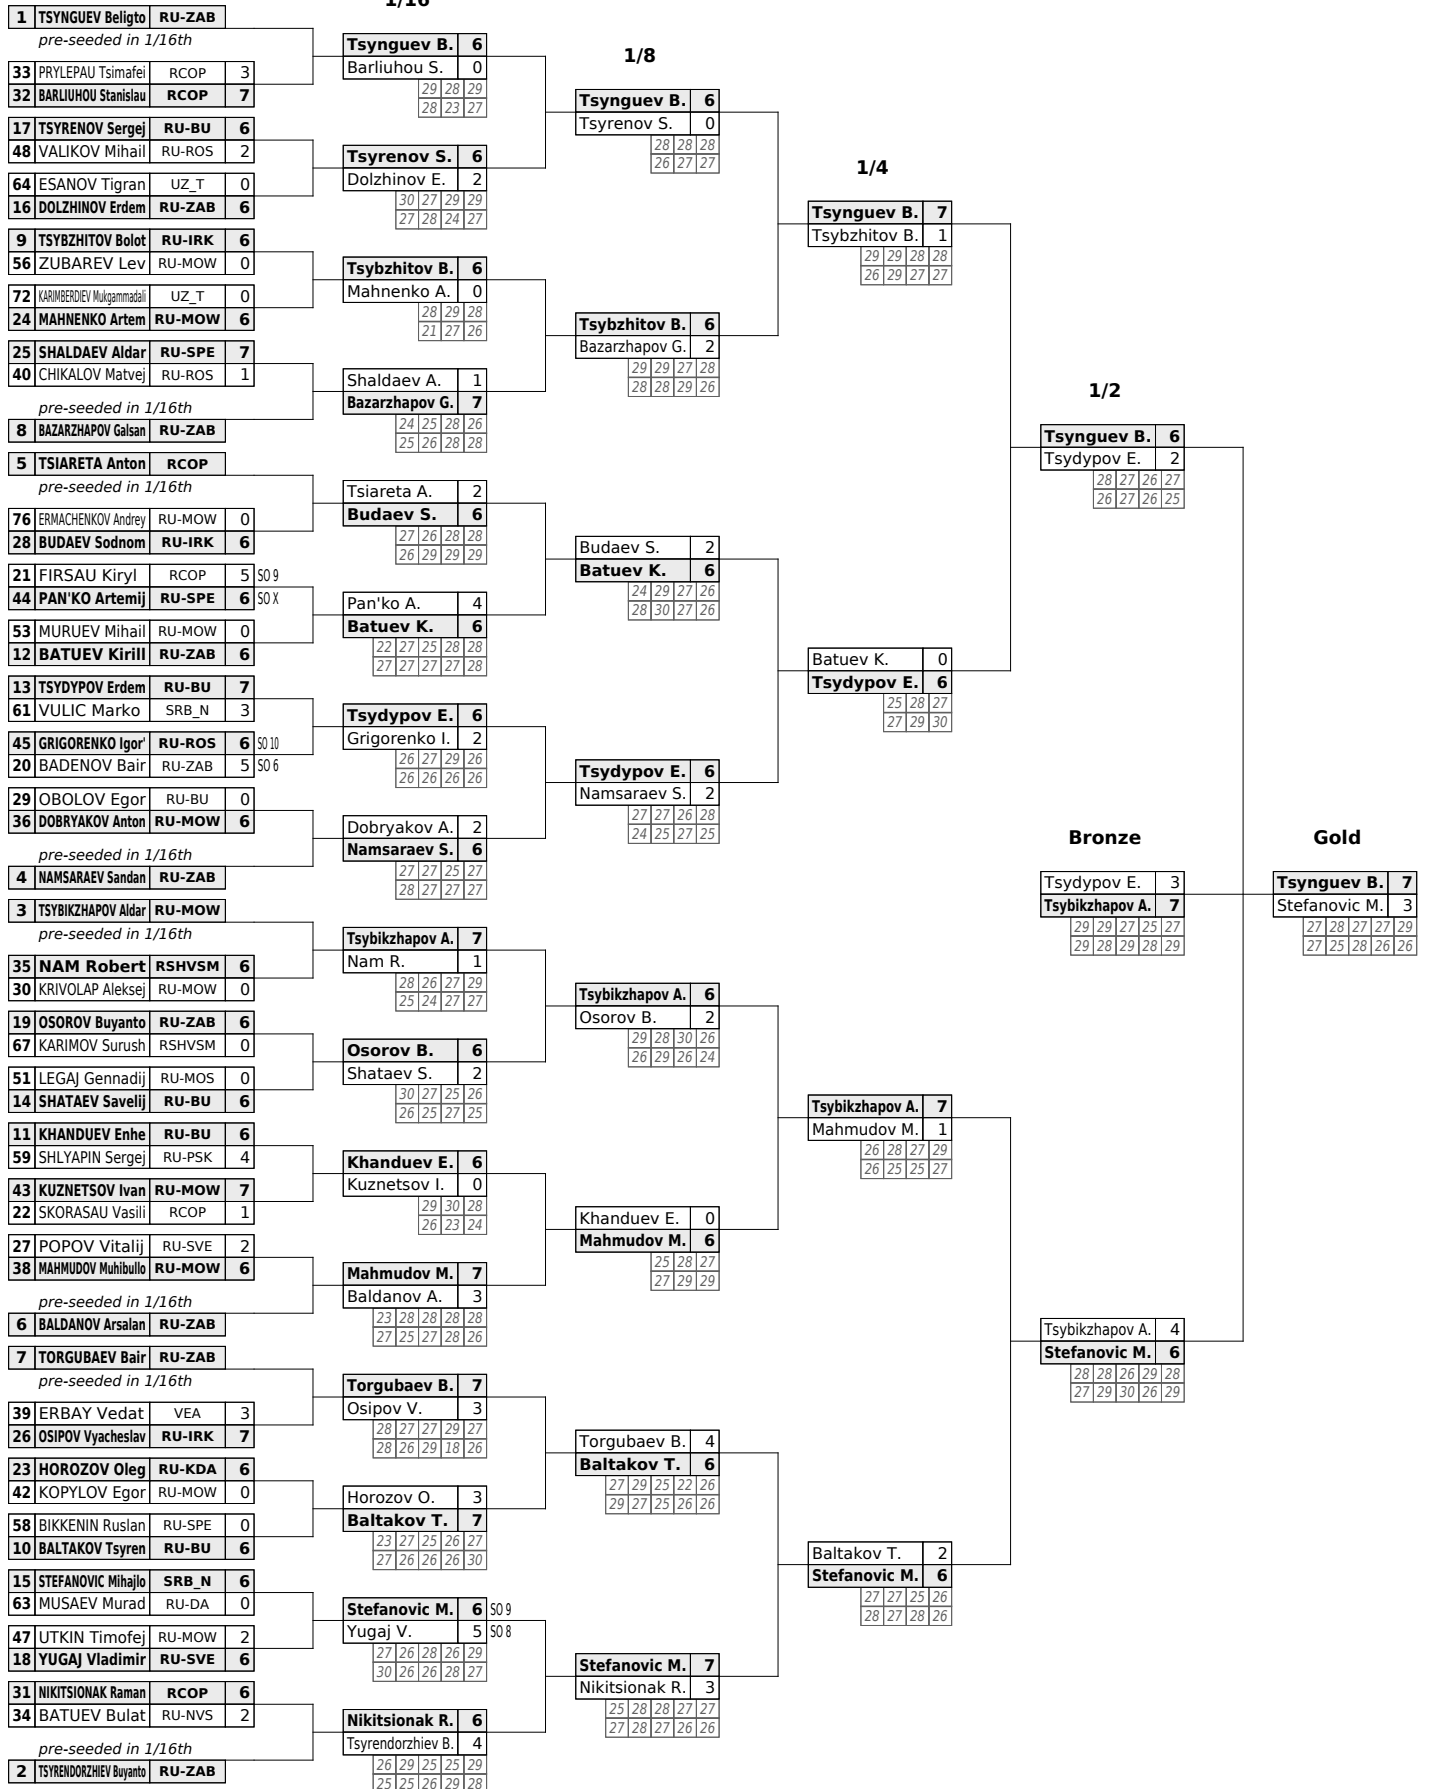 1/16
1 TSYNGUEV Beligto RU-ZAB
pre-seeded in 1/16th
33 PRYLEPAU Tsimafei RCOP 3
32 BARLIUHOU Stanislau RCOP 7
17 TSYRENOV Sergej RU-BU 6
48 VALIKOV Mihail RU-ROS 2
64 ESANOV Tigran UZ_T 0
16 DOLZHINOV Erdem RU-ZAB 6
9 TSYBZHITOV Bolot RU-IRK 6
56 ZUBAREV Lev RU-MOW 0
72 KARIMBERDIEV Mukgammadali UZ_T 0
24 MAHNENKO Artem RU-MOW 6
25 SHALDAEV Aldar RU-SPE 7
40 CHIKALOV Matvej RU-ROS 1
pre-seeded in 1/16th
8 BAZARZHAPOV Galsan RU-ZAB
5 TSIARETA Anton RCOP
pre-seeded in 1/16th
76 ERMACHENKOV Andrey RU-MOW 0
28 BUDAEV Sodnom RU-IRK 6
21 FIRSAU Kiryl RCOP 5 SO 9
44 PAN'KO Artemij RU-SPE 6 SO X
53 MURUEV Mihail RU-MOW 0
12 BATUEV Kirill RU-ZAB 6
13 TSYDYPOV Erdem RU-BU 7
61 VULIC Marko SRB_N 3
45 GRIGORENKO Igor' RU-ROS 6 SO 10
20 BADENOV Bair RU-ZAB 5 SO 6
29 OBOLOV Egor RU-BU 0
36 DOBRYAKOV Anton RU-MOW 6
pre-seeded in 1/16th
4 NAMSARAEV Sandan RU-ZAB
3 TSYBIKZHAPOV Aldar RU-MOW
pre-seeded in 1/16th
35 NAM Robert RSHVSM 6
30 KRIVOLAP Aleksej RU-MOW 0
19 OSOROV Buyanto RU-ZAB 6
67 KARIMOV Surush RSHVSM 0
51 LEGAJ Gennadij RU-MOS 0
14 SHATAEV Savelij RU-BU 6
11 KHANDUEV Enhe RU-BU 6
59 SHLYAPIN Sergej RU-PSK 4
43 KUZNETSOV Ivan RU-MOW 7
22 SKORASAU Vasili RCOP 1
27 POPOV Vitalij RU-SVE 2
38 MAHMUDOV Muhibullo RU-MOW 6
pre-seeded in 1/16th
6 BALDANOV Arsalan RU-ZAB
7 TORGUBAEV Bair RU-ZAB
pre-seeded in 1/16th
39 ERBAY Vedat VEA 3
26 OSIPOV Vyacheslav RU-IRK 7
23 HOROZOV Oleg RU-KDA 6
42 KOPYLOV Egor RU-MOW 0
58 BIKKENIN Ruslan RU-SPE 0
10 BALTAKOV Tsyren RU-BU 6
15 STEFANOVIC Mihajlo SRB_N 6
63 MUSAEV Murad RU-DA 0
47 UTKIN Timofej RU-MOW 2
18 YUGAJ Vladimir RU-SVE 6
31 NIKITSIONAK Raman RCOP 6
34 BATUEV Bulat RU-NVS 2
pre-seeded in 1/16th
2 TSYRENDORZHIEV Buyanto RU-ZAB
Tsynguev B. 6
Barliuhou S. 0
29 28 29
28 23 27
Tsyrenov S. 6
Dolzhinov E. 2
30 27 29 29
27 28 24 27
Tsybzhitov B. 6
Mahnenko A. 0
28 29 28
21 27 26
Shaldaev A. 1
Bazarzhapov G. 7
24 25 28 26
25 26 28 28
Tsiareta A. 2
Budaev S. 6
27 26 28 28
26 29 29 29
Pan'ko A. 4
Batuev K. 6
22 27 25 28 28
27 27 27 27 28
Tsydypov E. 6
Grigorenko I. 2
26 27 29 26
26 26 26 26
Dobryakov A. 2
Namsaraev S. 6
27 27 25 27
28 27 27 27
Tsybikzhapov A. 7
Nam R. 1
28 26 27 29
25 24 27 27
Osorov B. 6
Shataev S. 2
30 27 25 26
26 25 27 25
Khanduev E. 6
Kuznetsov I. 0
29 30 28
26 23 24
Mahmudov M. 7
Baldanov A. 3
23 28 28 28 28
27 25 27 28 26
Torgubaev B. 7
Osipov V. 3
28 27 27 29 27
28 26 29 18 26
Horozov O. 3
Baltakov T. 7
23 27 25 26 27
27 26 26 26 30
Stefanovic M. 6 SO 9
Yugaj V. 5 SO 8
27 26 28 26 29
30 26 26 28 27
Nikitsionak R. 6
Tsyrendorzhiev B. 4
26 29 25 25 29
25 25 26 29 28
1/8
Tsynguev B. 6
Tsyrenov S. 0
28 28 28
26 27 27
Tsybzhitov B. 6
Bazarzhapov G. 2
29 29 27 28
28 28 29 26
Budaev S. 2
Batuev K. 6
24 29 27 26
28 30 27 26
Tsydypov E. 6
Namsaraev S. 2
27 27 26 28
24 25 27 25
Tsybikzhapov A. 6
Osorov B. 2
29 28 30 26
26 29 26 24
Khanduev E. 0
Mahmudov M. 6
25 28 27
27 29 29
Torgubaev B. 4
Baltakov T. 6
27 29 25 22 26
29 27 25 26 26
Stefanovic M. 7
Nikitsionak R. 3
25 28 28 27 27
27 28 27 26 26
1/4
Tsynguev B. 7
Tsybzhitov B. 1
29 29 28 28
26 29 27 27
Batuev K. 0
Tsydypov E. 6
25 28 27
27 29 30
Tsybikzhapov A. 7
Mahmudov M. 1
26 28 27 29
26 25 25 27
Baltakov T. 2
Stefanovic M. 6
27 27 25 26
28 27 28 26
1/2
Tsynguev B. 6
Tsydypov E. 2
28 27 26 27
26 27 26 25
Tsybikzhapov A. 4
Stefanovic M. 6
28 28 26 29 28
27 29 30 26 29
Bronze
Tsydypov E. 3
Tsybikzhapov A. 7
29 29 27 25 27
29 28 29 28 29
Gold
Tsynguev B. 7
Stefanovic M. 3
27 28 27 27 29
27 25 28 26 26